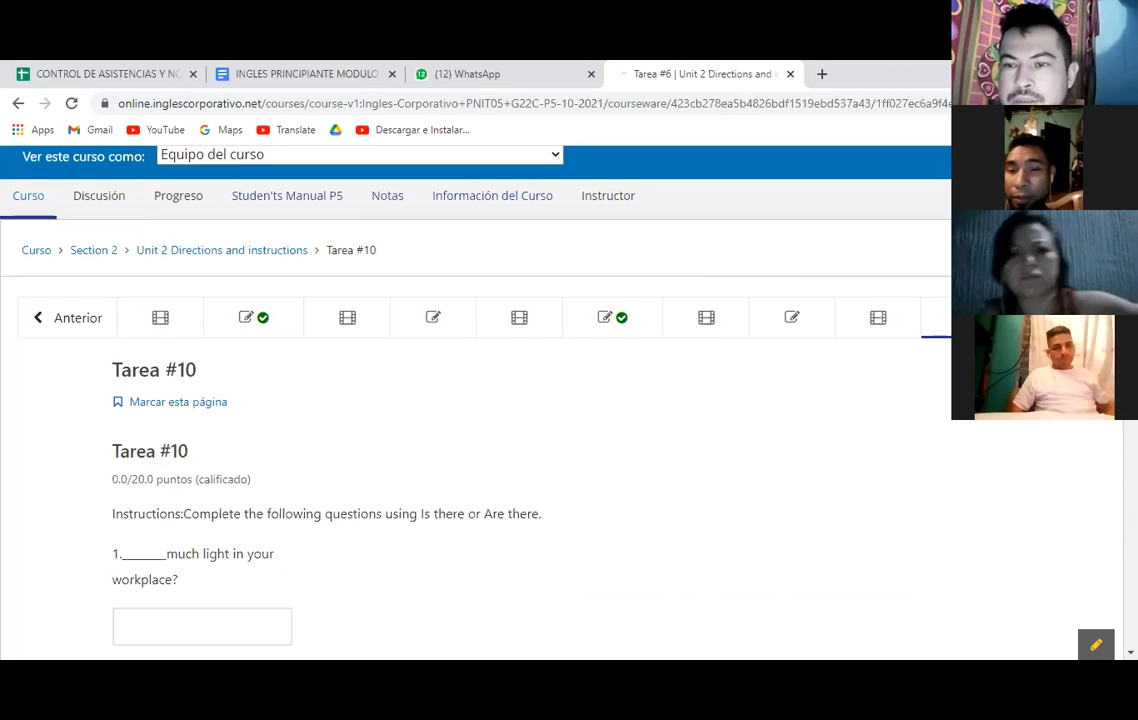 CONTROL DE ASISTENCIAS Y NO
INGLES PRINCIPIANTE MODULO
(12) WhatsApp
Tarea #6 | Unit 2 Directions and i
online.inglescorporativo.net/courses/course-v1:Ingles-Corporativo+PNIT05+G22C-P5-10-2021/courseware/423cb278ea5b4826bdf1519ebd537a43/1ff027ec6a9f4e
Apps
Gmail
YouTube
Maps
Translate
Descargar e Instalar...
Ver este curso como:
Equipo del curso
Curso
Discusión
Progreso
Studen'ts Manual P5
Notas
Información del Curso
Instructor
Curso > Section 2 > Unit 2 Directions and instructions > Tarea #10
Anterior
Tarea #10
Marcar esta página
Tarea #10
0.0/20.0 puntos (calificado)
Instructions:Complete the following questions using Is there or Are there.
1.______much light in your
workplace?